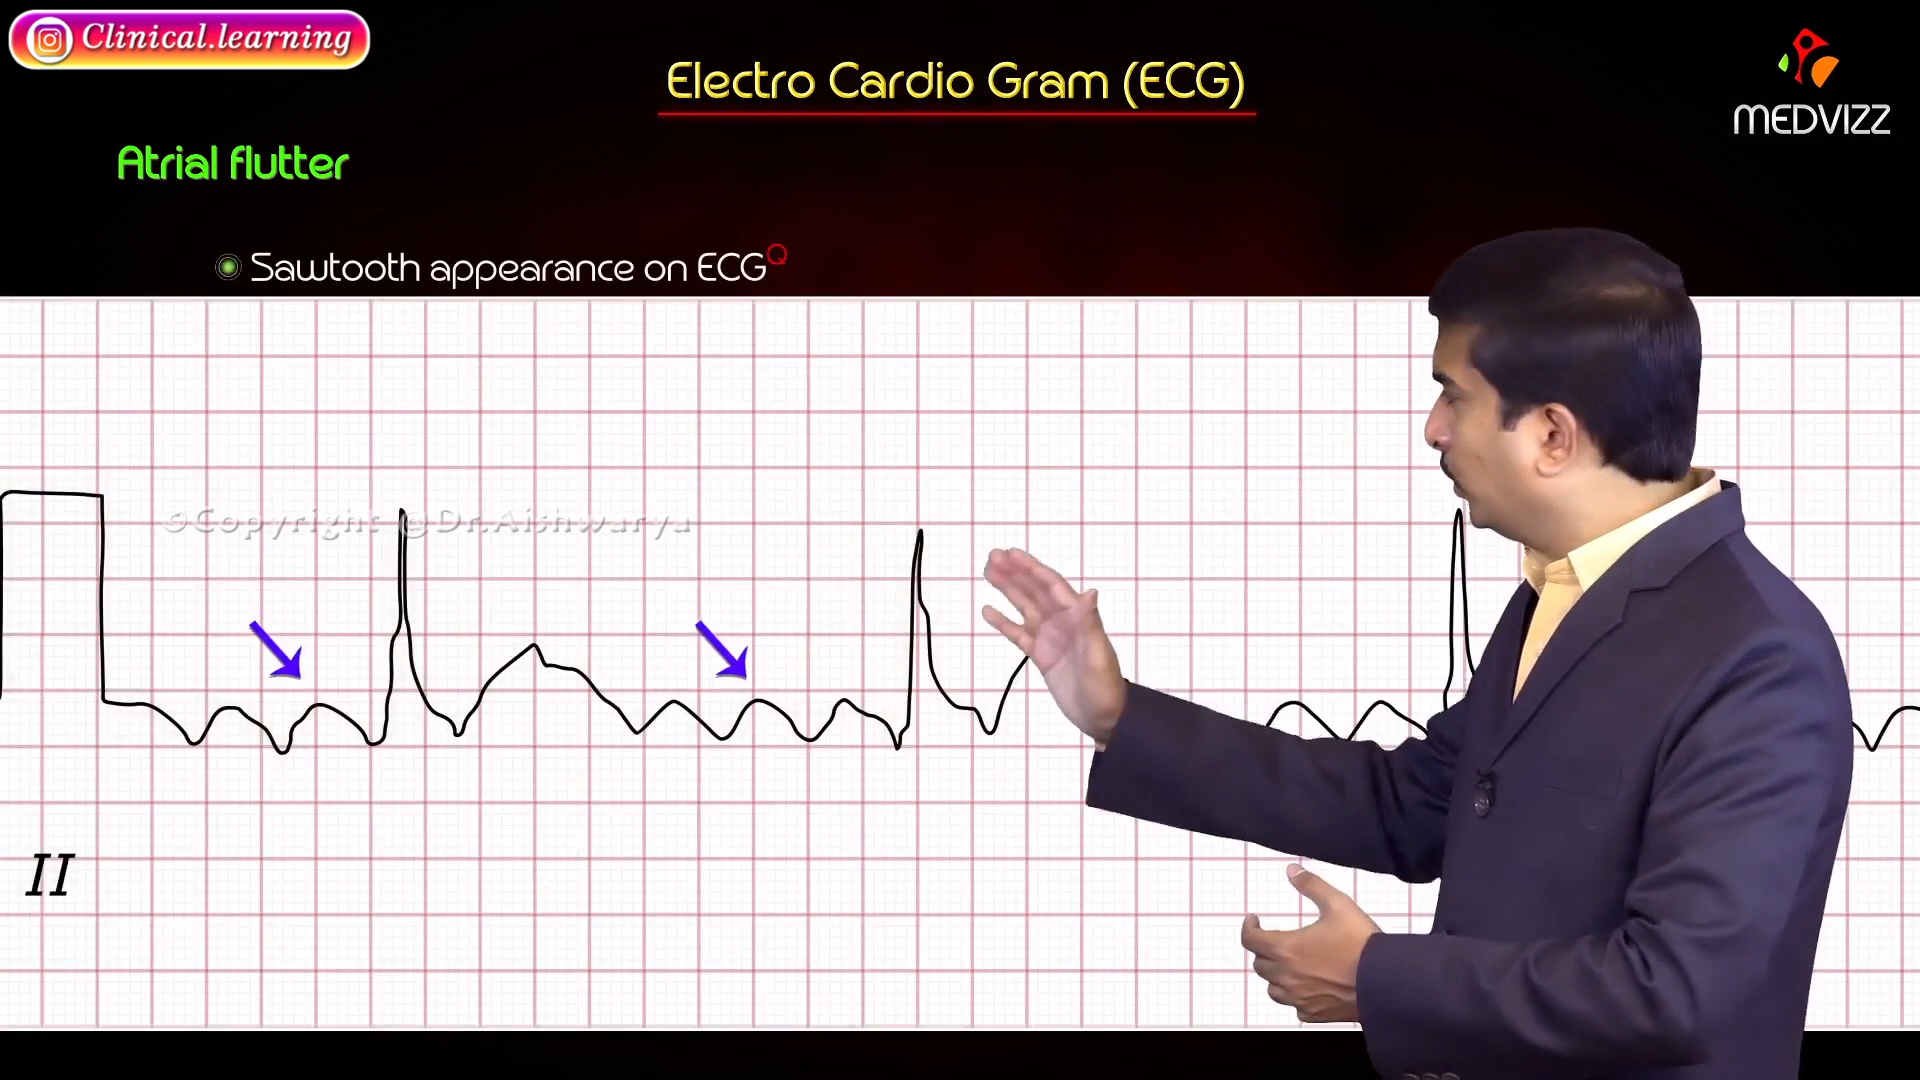 Clinical.learning
Electro Cardio Gram (ECG)
MEDVIZZ
Atrial flutter
Sawtooth appearance on ECG Q
©Copyright @Dr.Aishwarya
II